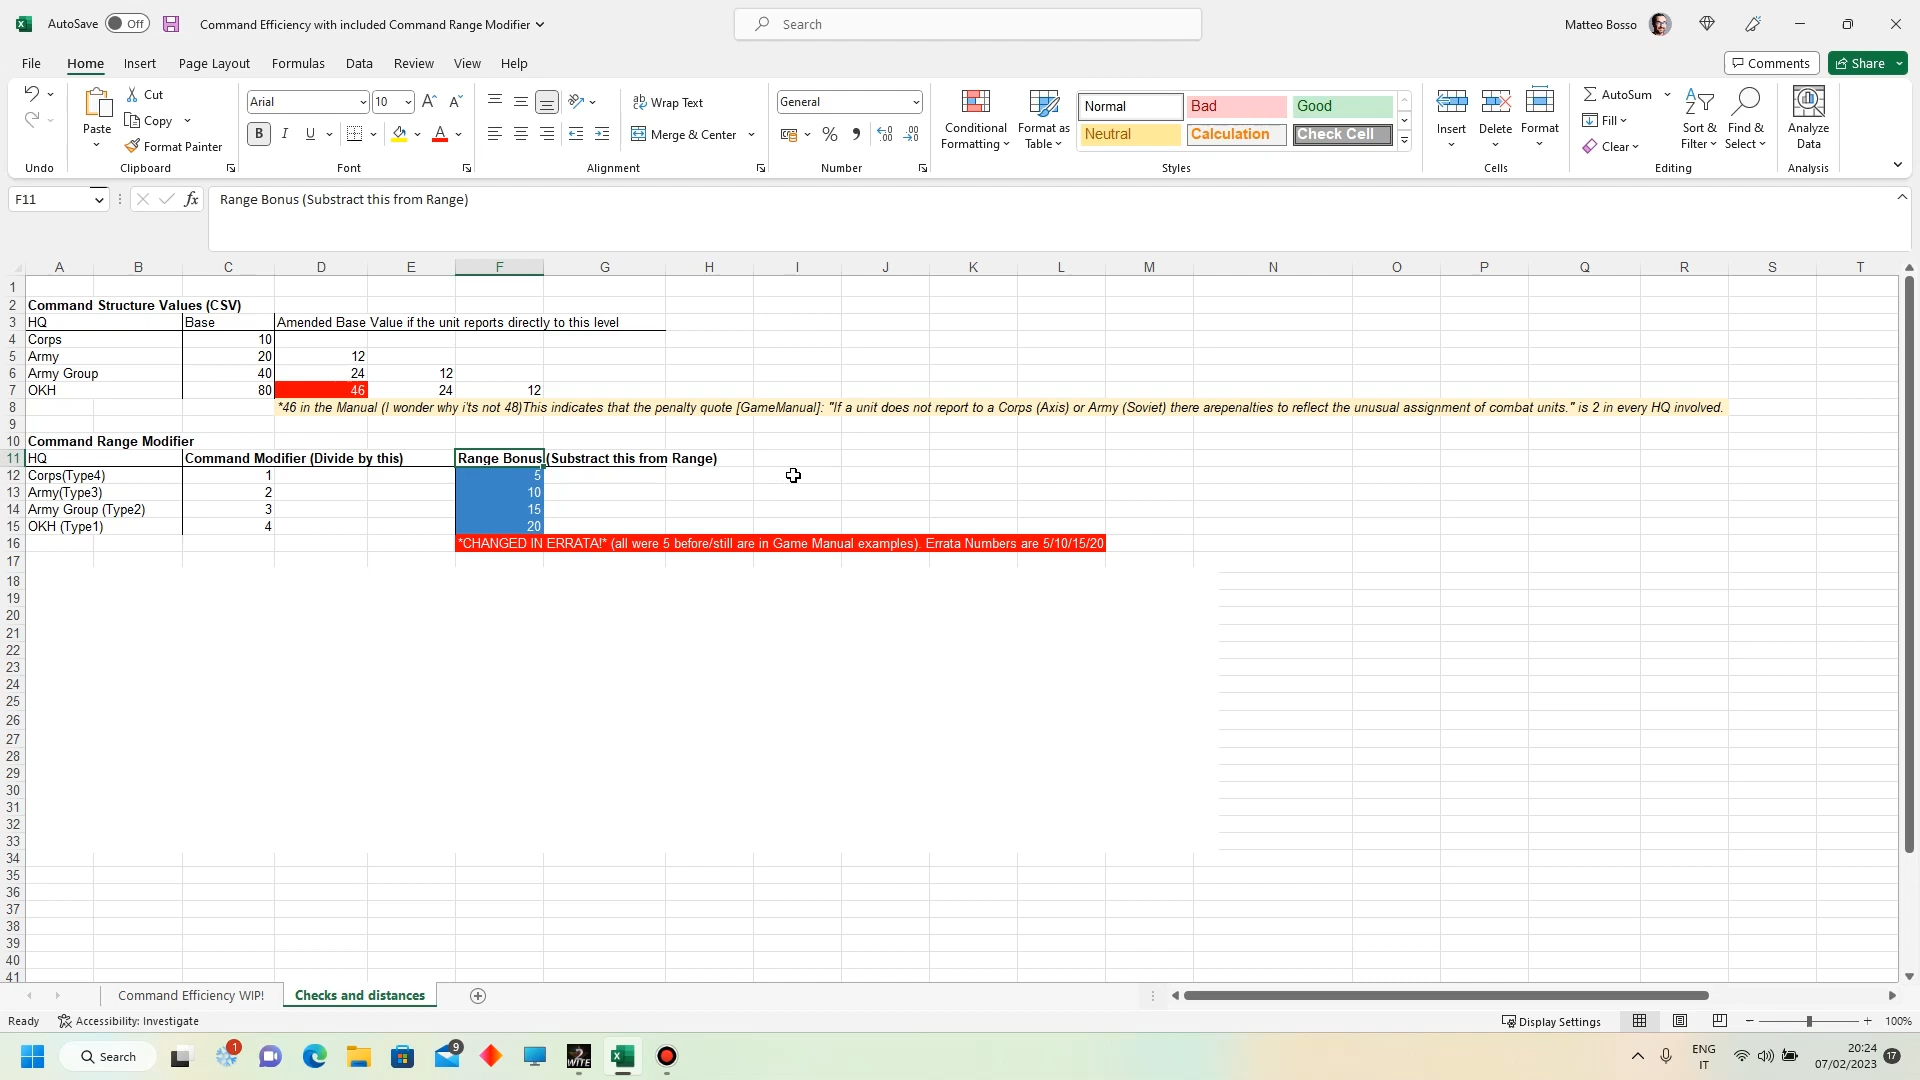 AutoSave Off Command Efficiency with included Command Range Modifier Search Matteo Bosso
File Home Insert Page Layout Formulas Data Review View Help Comments Share
Paste Cut Copy Format Painter
Arial 10
B I U A
Wrap Text
Merge & Center
General
Conditional Formatting
Format as Table
Normal Bad Good
Neutral Calculation Check Cell
Insert Delete Format
AutoSum
Fill
Clear
Sort & Filter
Find & Select
Analyze Data
Undo Clipboard Font Alignment Number Styles Cells Editing Analysis
F11 fx Range Bonus (Substract this from Range)
A B C D E F G H I J K L M N O P Q R S T
1
2 Command Structure Values (CSV)
3 HQ Base Amended Base Value if the unit reports directly to this level
4 Corps 10
5 Army 20 12
6 Army Group 40 24 12
7 OKH 80 46 24 12
8 *46 in the Manual (I wonder why i'ts not 48)This indicates that the penalty quote [GameManual]: "If a unit does not report to a Corps (Axis) or Army (Soviet) there arepenalties to reflect the unusual assignment of combat units." is 2 in every HQ involved.
9
10 Command Range Modifier
11 HQ Command Modifier (Divide by this) Range Bonus (Substract this from Range)
12 Corps(Type4) 1 5
13 Army(Type3) 2 10
14 Army Group (Type2) 3 15
15 OKH (Type1) 4 20
16 *CHANGED IN ERRATA!* (all were 5 before/still are in Game Manual examples). Errata Numbers are 5/10/15/20
17
18
19
20
21
22
23
24
25
26
27
28
29
30
31
32
33
34
35
36
37
38
39
40
41
Command Efficiency WIP! Checks and distances
Ready Accessibility: Investigate Display Settings 100%
Search 1 9 WITE 2 ENG IT 20:24 07/02/2023 17